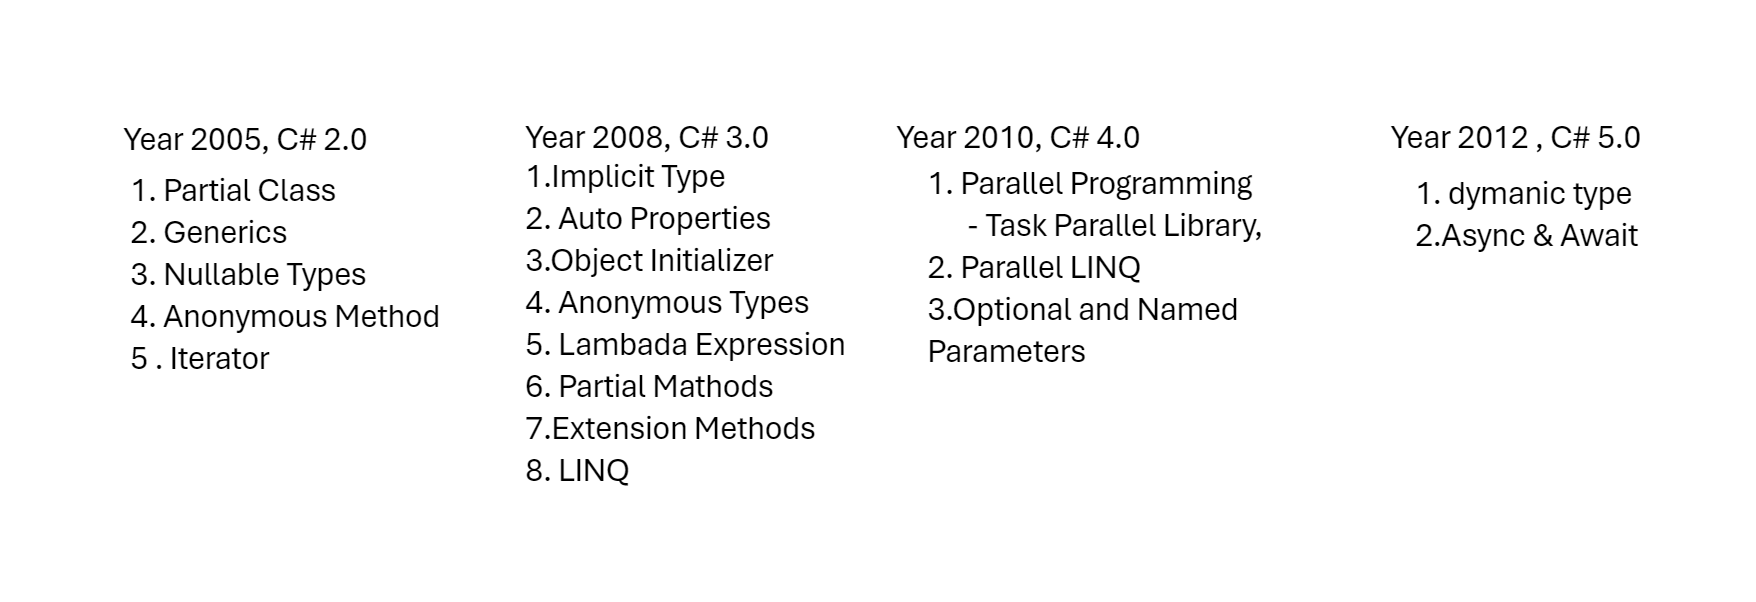 Year 2005, C# 2.0
1. Partial Class
2. Generics
3. Nullable Types
4. Anonymous Method
5 . Iterator
Year 2008, C# 3.0
1.Implicit Type
2. Auto Properties
3.Object Initializer
4. Anonymous Types
5. Lambada Expression
6. Partial Mathods
7.Extension Methods
8. LINQ
Year 2010, C# 4.0
1. Parallel Programming
- Task Parallel Library,
2. Parallel LINQ
3.Optional and Named
Parameters
Year 2012 , C# 5.0
1. dymanic type
2.Async & Await